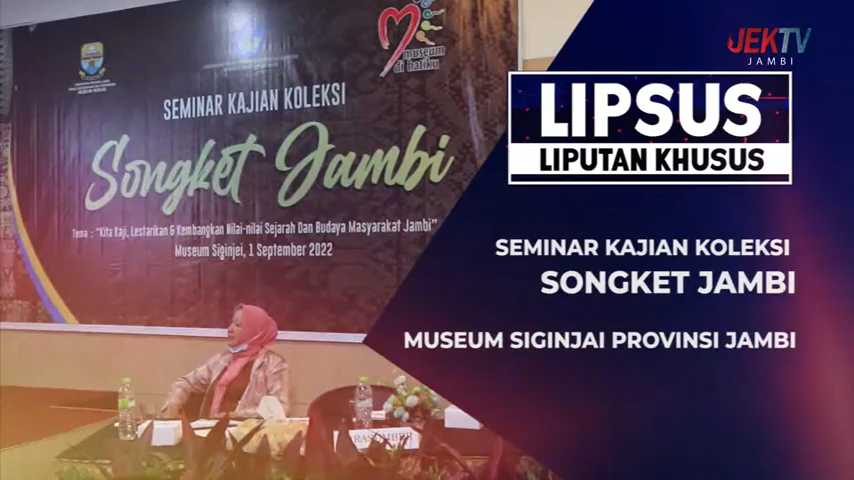 JEKTV
JAMBI
museum
di hatiku
SEMINAR KAJIAN KOLEKSI
Songket Jambi
Tema : "Kita Kaji, Lestarikan & Kembangkan Nilai-nilai Sejarah Dan Budaya Masyarakat Jambi"
Museum Siginjei, 1 September 2022
LIPSUS
LIPUTAN KHUSUS
SEMINAR KAJIAN KOLEKSI
SONGKET JAMBI
MUSEUM SIGINJAI PROVINSI JAMBI